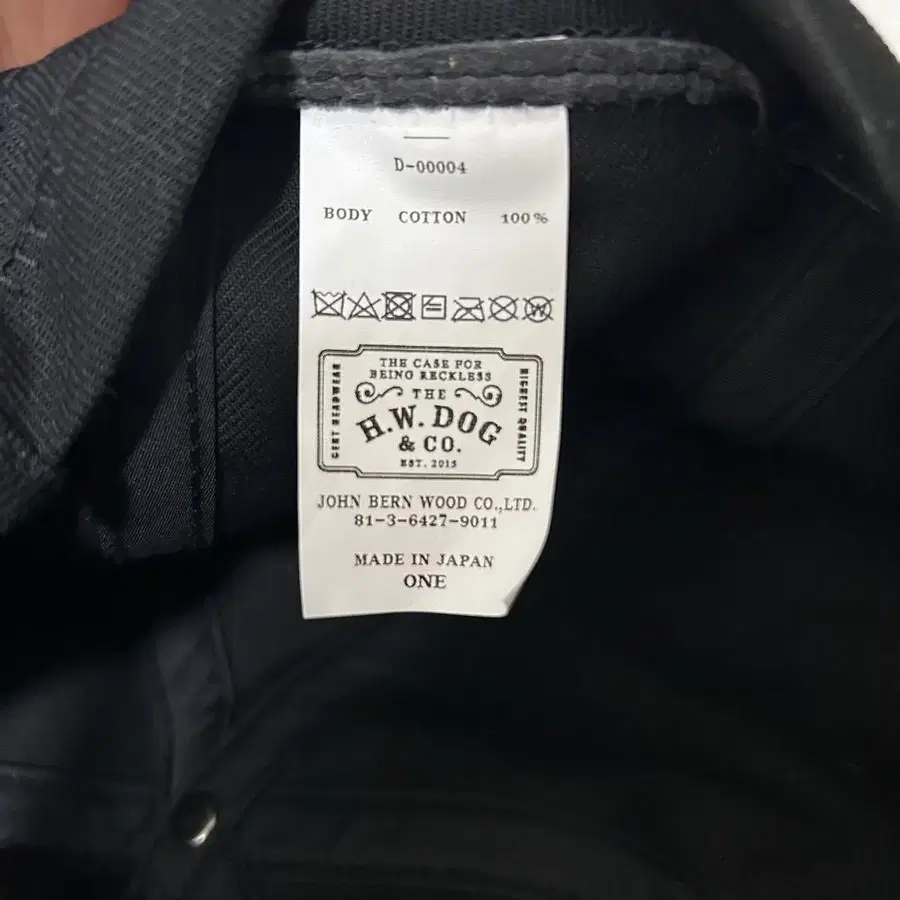 D-00004
BODY COTTON 100%
THE CASE FOR
BEING RECKLESS
THE
H.W. DOG
& CO.
EST. 2015
GENT HEADWEAR
HIGHEST QUALITY
JOHN BERN WOOD CO.,LTD.
81-3-6427-9011
MADE IN JAPAN
ONE